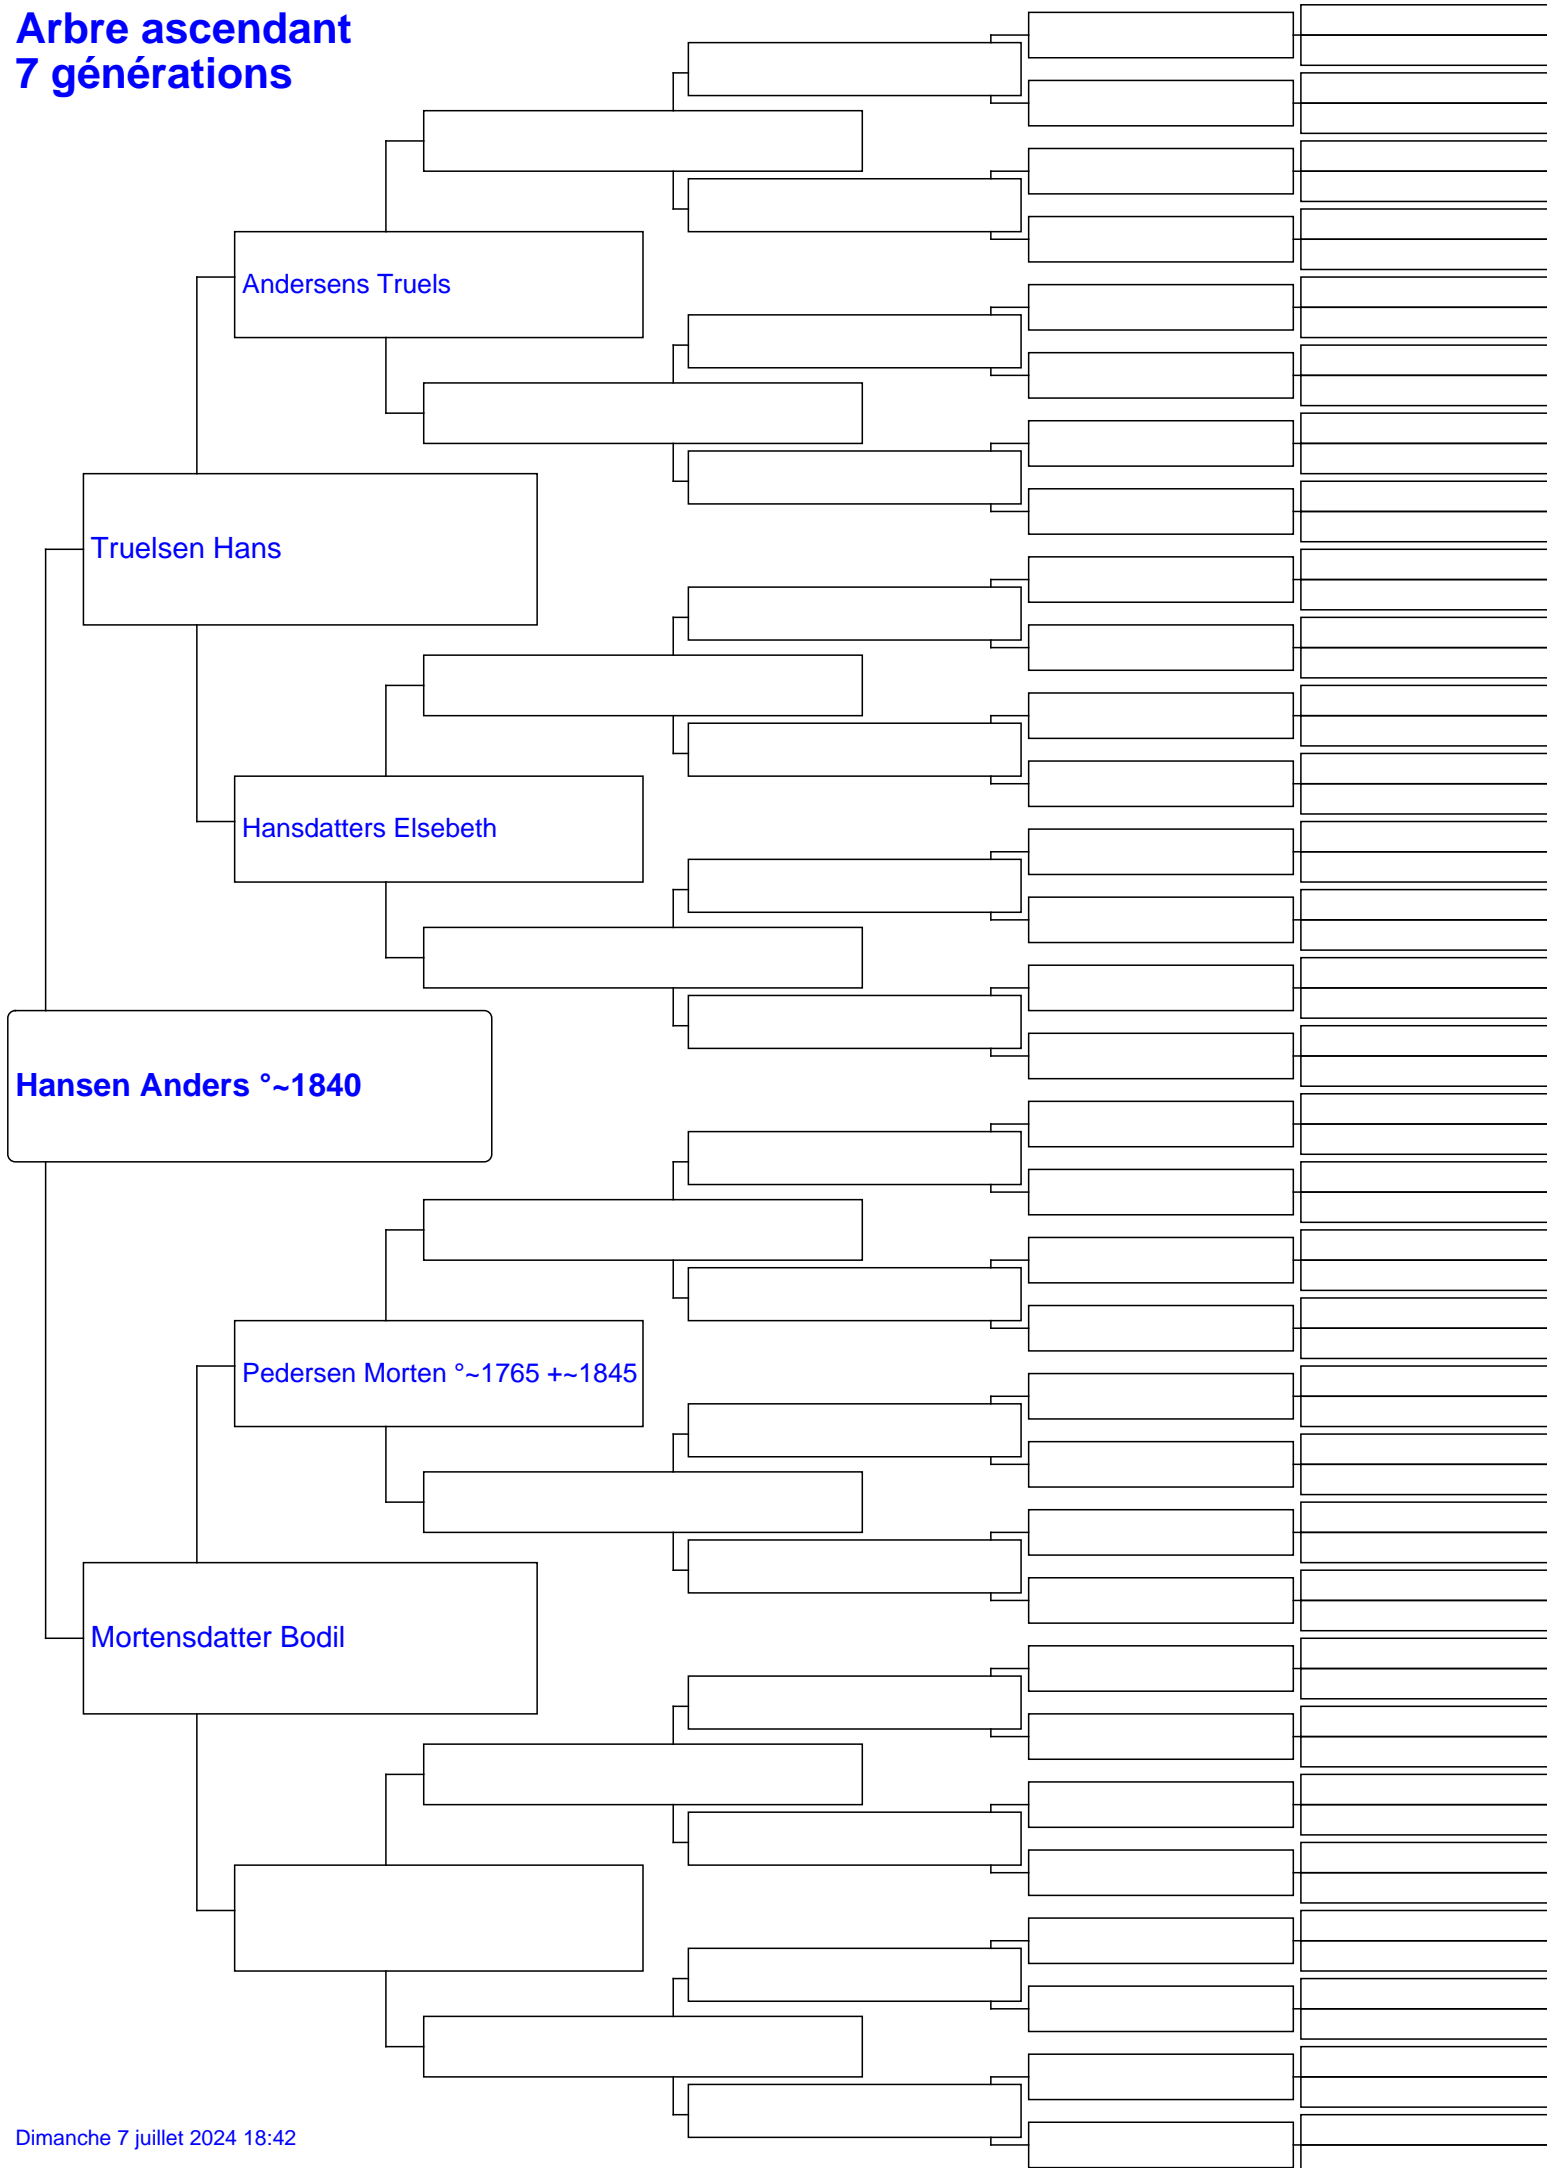 Arbre ascendant
7 générations
Andersens Truels
Truelsen Hans
Hansdatters Elsebeth
Hansen Anders °~1840
Pedersen Morten °~1765 +~1845
Mortensdatter Bodil
Dimanche 7 juillet 2024 18:42